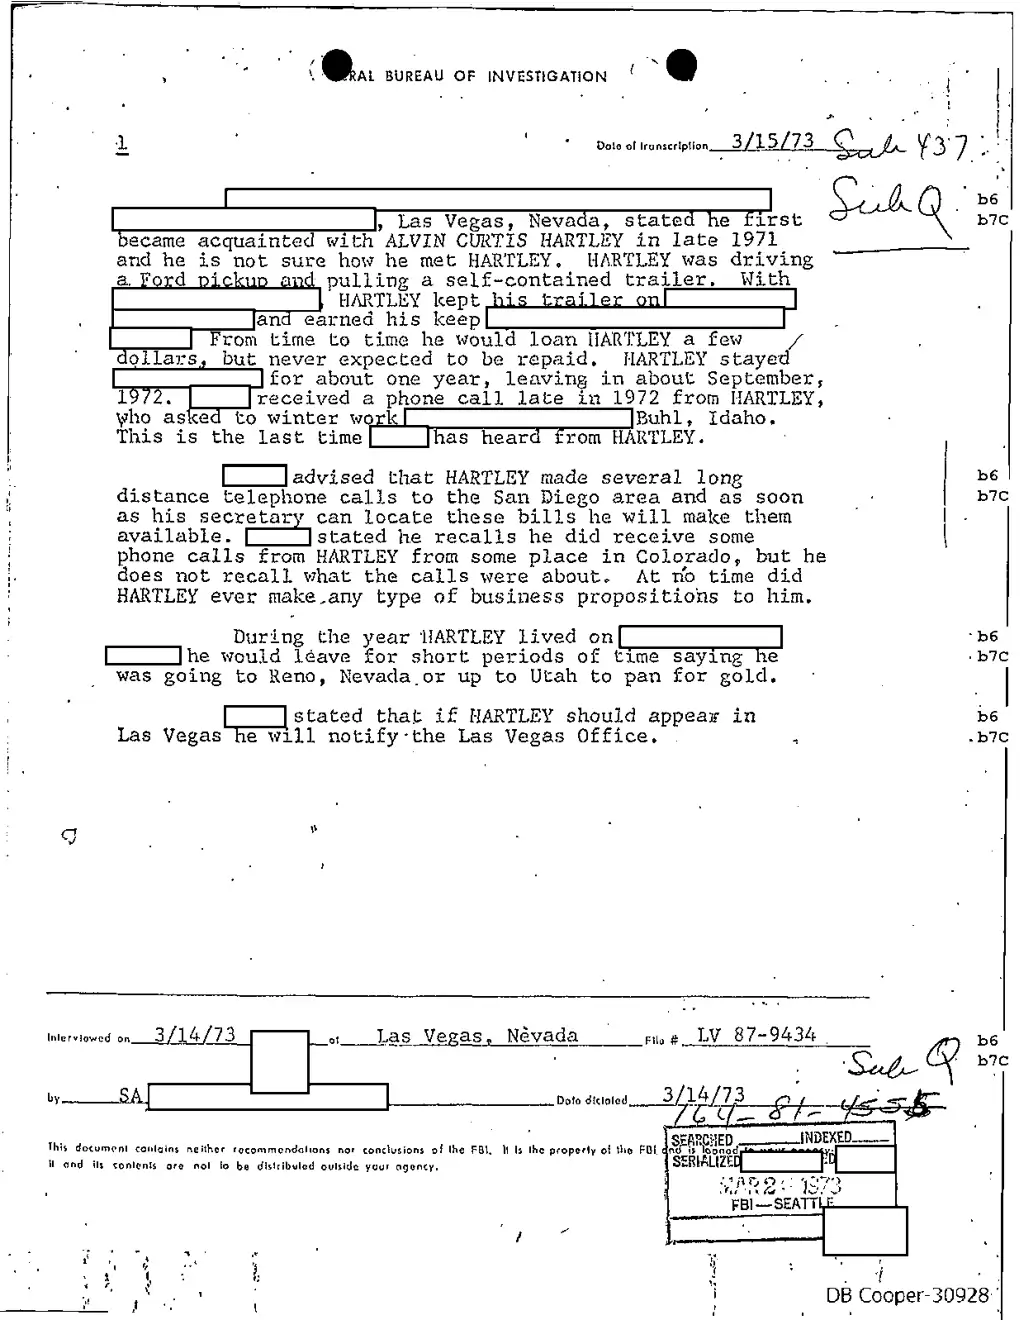 RAL BUREAU OF INVESTIGATION
1
Date of transcription 3/15/73
Sub 437
Sub Q
b6
b7C
, Las Vegas, Nevada, stated he first
became acquainted with ALVIN CURTIS HARTLEY in late 1971
and he is not sure how he met HARTLEY. HARTLEY was driving
a Ford pickup and pulling a self-contained trailer. With
, HARTLEY kept his trailer on
and earned his keep
From time to time he would loan HARTLEY a few
dollars, but never expected to be repaid. HARTLEY stayed
for about one year, leaving in about September,
1972. received a phone call late in 1972 from HARTLEY,
who asked to winter work Buhl, Idaho.
This is the last time has heard from HARTLEY.
advised that HARTLEY made several long b6
distance telephone calls to the San Diego area and as soon b7C
as his secretary can locate these bills he will make them
available. stated he recalls he did receive some
phone calls from HARTLEY from some place in Colorado, but he
does not recall what the calls were about. At no time did
HARTLEY ever make any type of business propositions to him.
During the year HARTLEY lived on b6
he would leave for short periods of time saying he b7C
was going to Reno, Nevada or up to Utah to pan for gold.
stated that if HARTLEY should appear in b6
Las Vegas he will notify the Las Vegas Office. b7C
Interviewed on 3/14/73 at Las Vegas, Nevada File # LV 87-9434 b6
Sub Q b7C
by SA Date dictated 3/14/73
164-81-4555
This document contains neither recommendations nor conclusions of the FBI. It is the property of the FBI and is loaned
it and its contents are not to be distributed outside your agency.
SEARCHED INDEXED
SERIALIZED ED
MAR 2 1973
FBI—SEATTLE
DB Cooper-30928